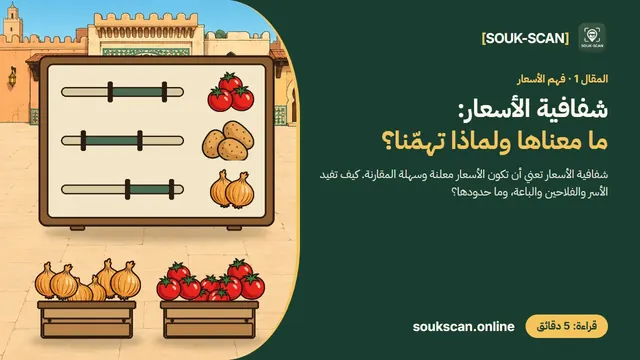 [SOUK-SCAN]
SOUK-SCAN
المقال 1 · فهم الأسعار
شفافية الأسعار:
ما معناها ولماذا تهمّنا؟
شفافية الأسعار تعني أن تكون الأسعار معلنة وسهلة المقارنة. كيف تفيد
الأسر والفلاحين والباعة، وما حدودها؟
soukscan.online
قراءة: 5 دقائق